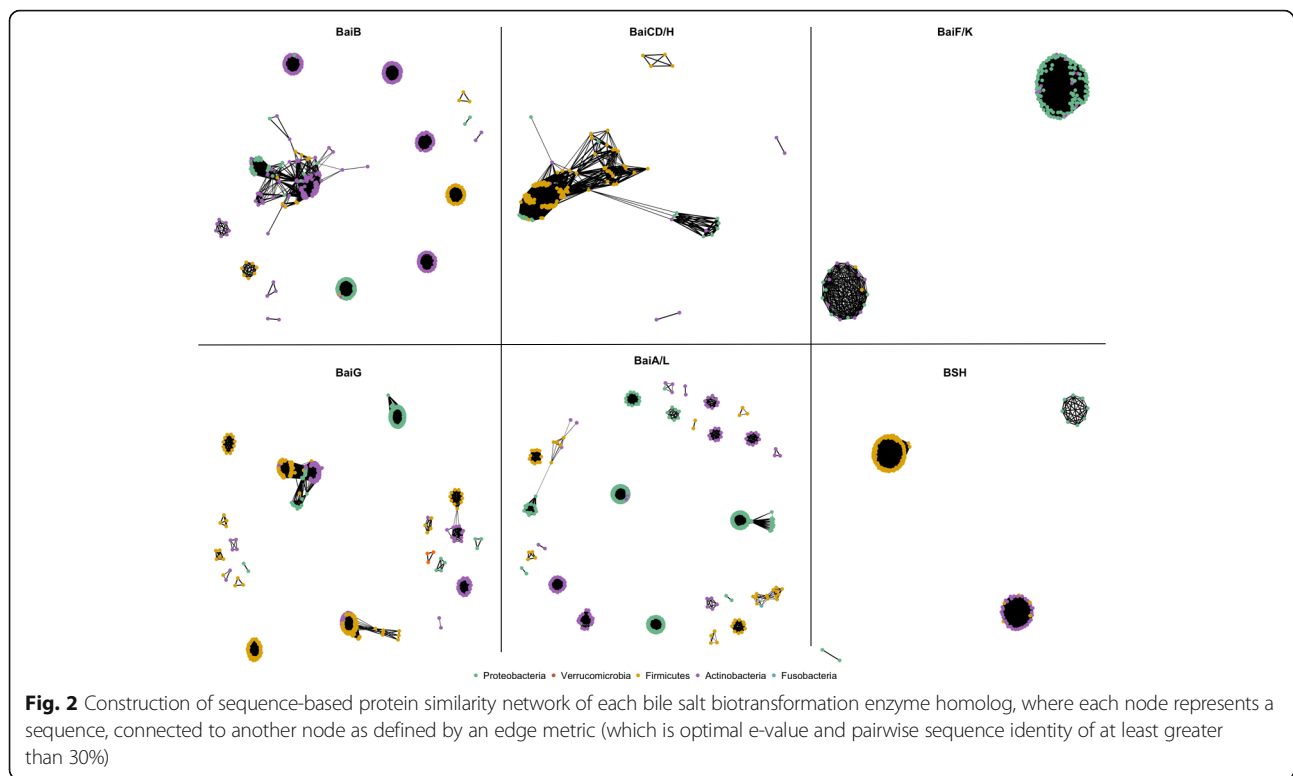 BaiB
BaiCD/H
BaiF/K
BaiG
BaiA/L
BSH
Proteobacteria Verrucomicrobia Firmicutes Actinobacteria Fusobacteria
Fig. 2 Construction of sequence-based protein similarity network of each bile salt biotransformation enzyme homolog, where each node represents a
sequence, connected to another node as defined by an edge metric (which is optimal e-value and pairwise sequence identity of at least greater
than 30%)